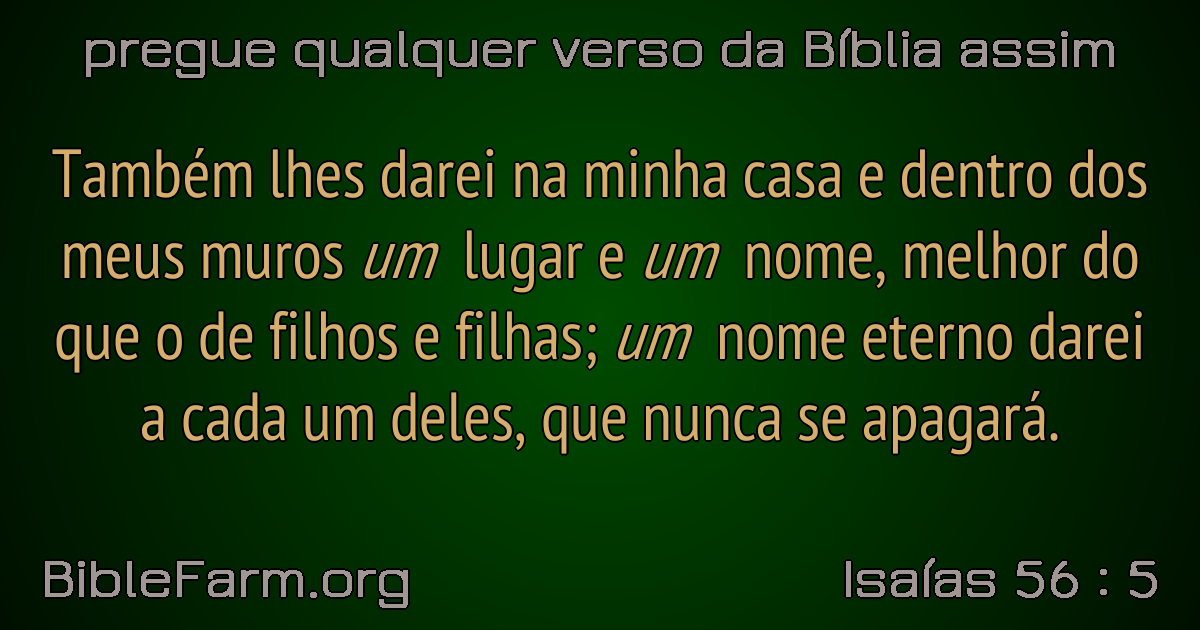 pregue qualquer verso da Bíblia assim
Também lhes darei na minha casa e dentro dos
meus muros um lugar e um nome, melhor do
que o de filhos e filhas; um nome eterno darei
a cada um deles, que nunca se apagará.
BibleFarm.org
Isaías 56 : 5